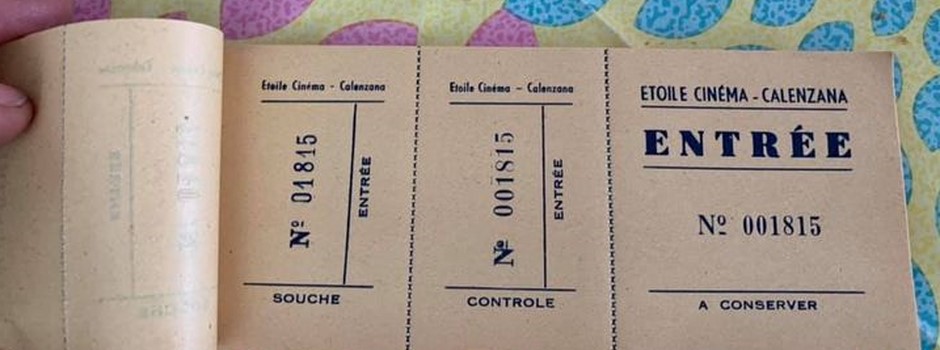 Etoile Cinéma - Calenzana
Nº 01815
ENTRÉE
SOUCHE
Etoile Cinéma - Calenzana
Nº 001815
ENTRÉE
CONTROLE
ETOILE CINÉMA - CALENZANA
ENTRÉE
Nº 001815
A CONSERVER